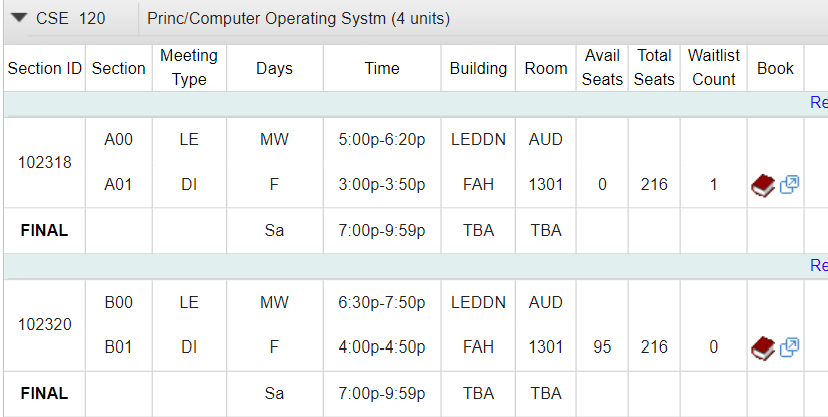 CSE 120 Princ/Computer Operating Systm (4 units)
Section ID Section Meeting Type Days Time Building Room Avail Seats Total Seats Waitlist Count Book
Re
102318
A00 LE MW 5:00p-6:20p LEDDN AUD
A01 DI F 3:00p-3:50p FAH 1301 0 216 1
FINAL Sa 7:00p-9:59p TBA TBA
Re
102320
B00 LE MW 6:30p-7:50p LEDDN AUD
B01 DI F 4:00p-4:50p FAH 1301 95 216 0
FINAL Sa 7:00p-9:59p TBA TBA